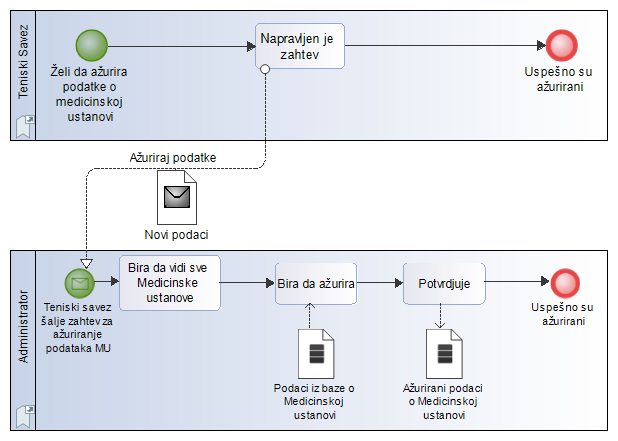 Teniski Savez
Želi da ažurira
podatke o
medicinskoj
ustanovi
Napravljen je
zahtev
Uspešno su
ažurirani
Ažuriraj podatke
Novi podaci
Administrator
Teniski savez
šalje zahtev za
ažuriranje
podataka MU
Bira da vidi sve
Medicinske
ustanove
Bira da ažurira
Potvrdjuje
Uspešno su
ažurirani
Podaci iz baze o
Medicinskoj
ustanovi
Ažurirani podaci
o Medicinskoj
ustanovi